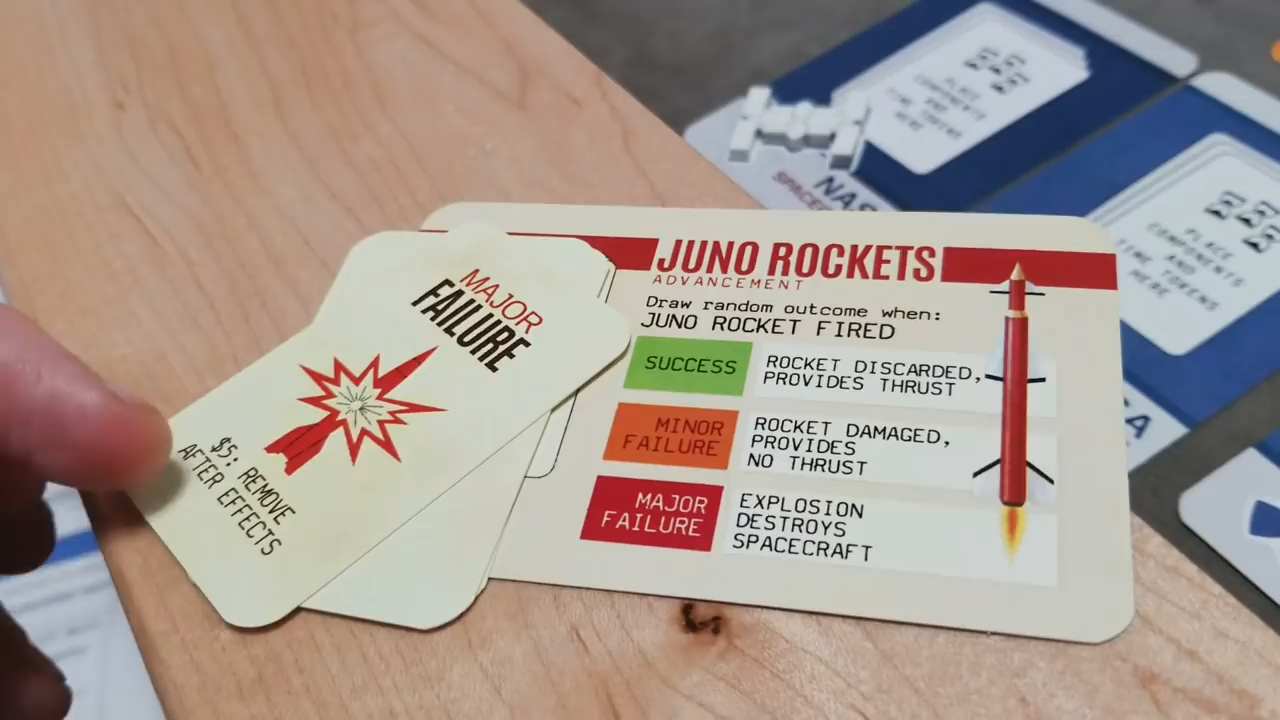 MAJOR
FAILURE
$5: REMOVE
AFTER EFFECTS
JUNO ROCKETS
ADVANCEMENT
Draw random outcome when:
JUNO ROCKET FIRED
SUCCESS
ROCKET DISCARDED,
PROVIDES THRUST
MINOR
FAILURE
ROCKET DAMAGED,
PROVIDES
NO THRUST
MAJOR
FAILURE
EXPLOSION
DESTROYS
SPACECRAFT
PLACE
COMPONENTS
AND
TIME TOKENS
HERE
PLACE
COMPONENTS
AND
TIME TOKENS
HERE